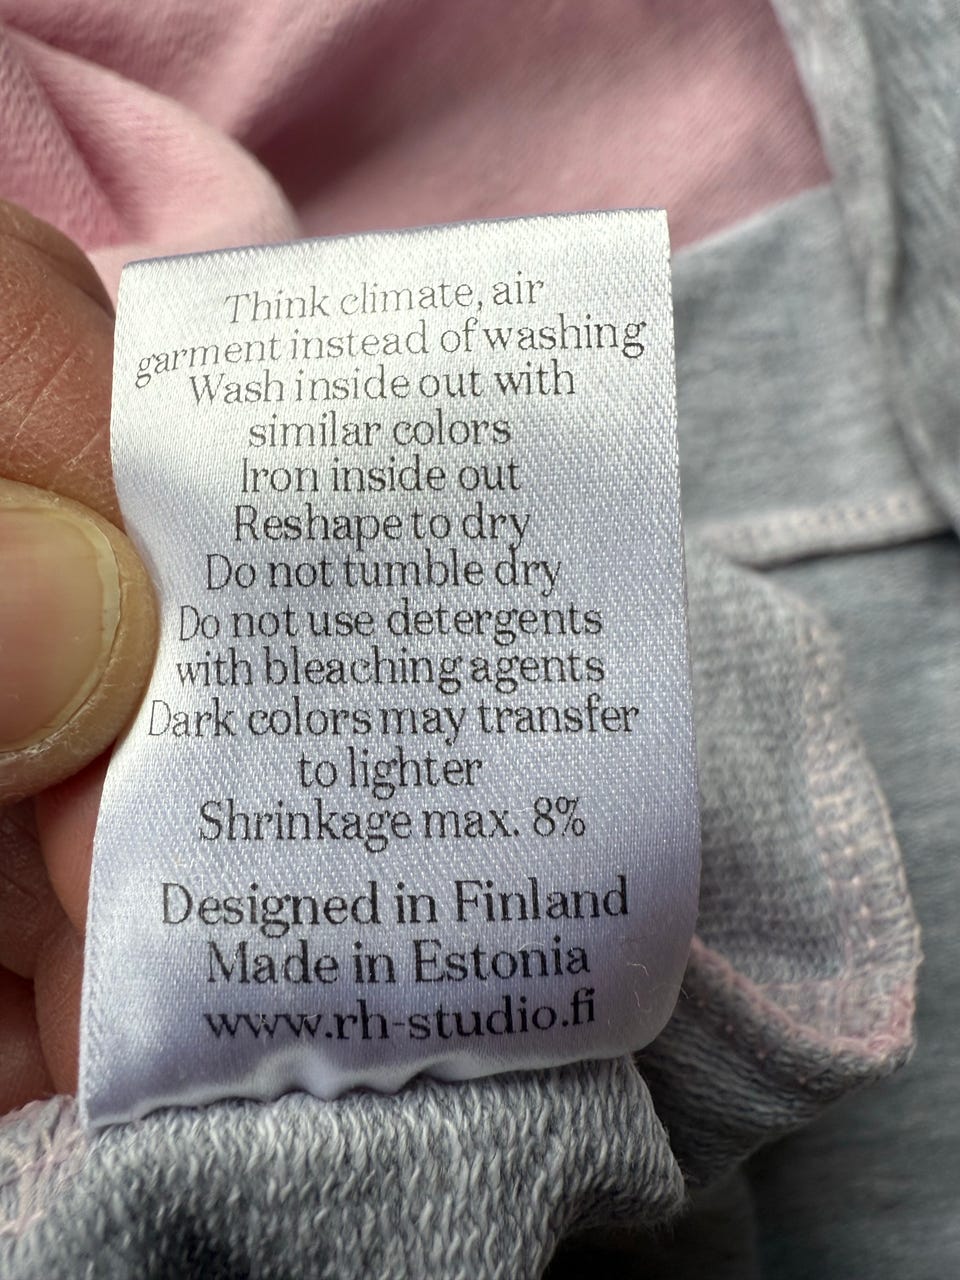 Think climate, air
garment instead of washing
Wash inside out with
similar colors
Iron inside out
Reshape to dry
Do not tumble dry
Do not use detergents
with bleaching agents
Dark colors may transfer
to lighter
Shrinkage max. 8%
Designed in Finland
Made in Estonia
www.rh-studio.fi